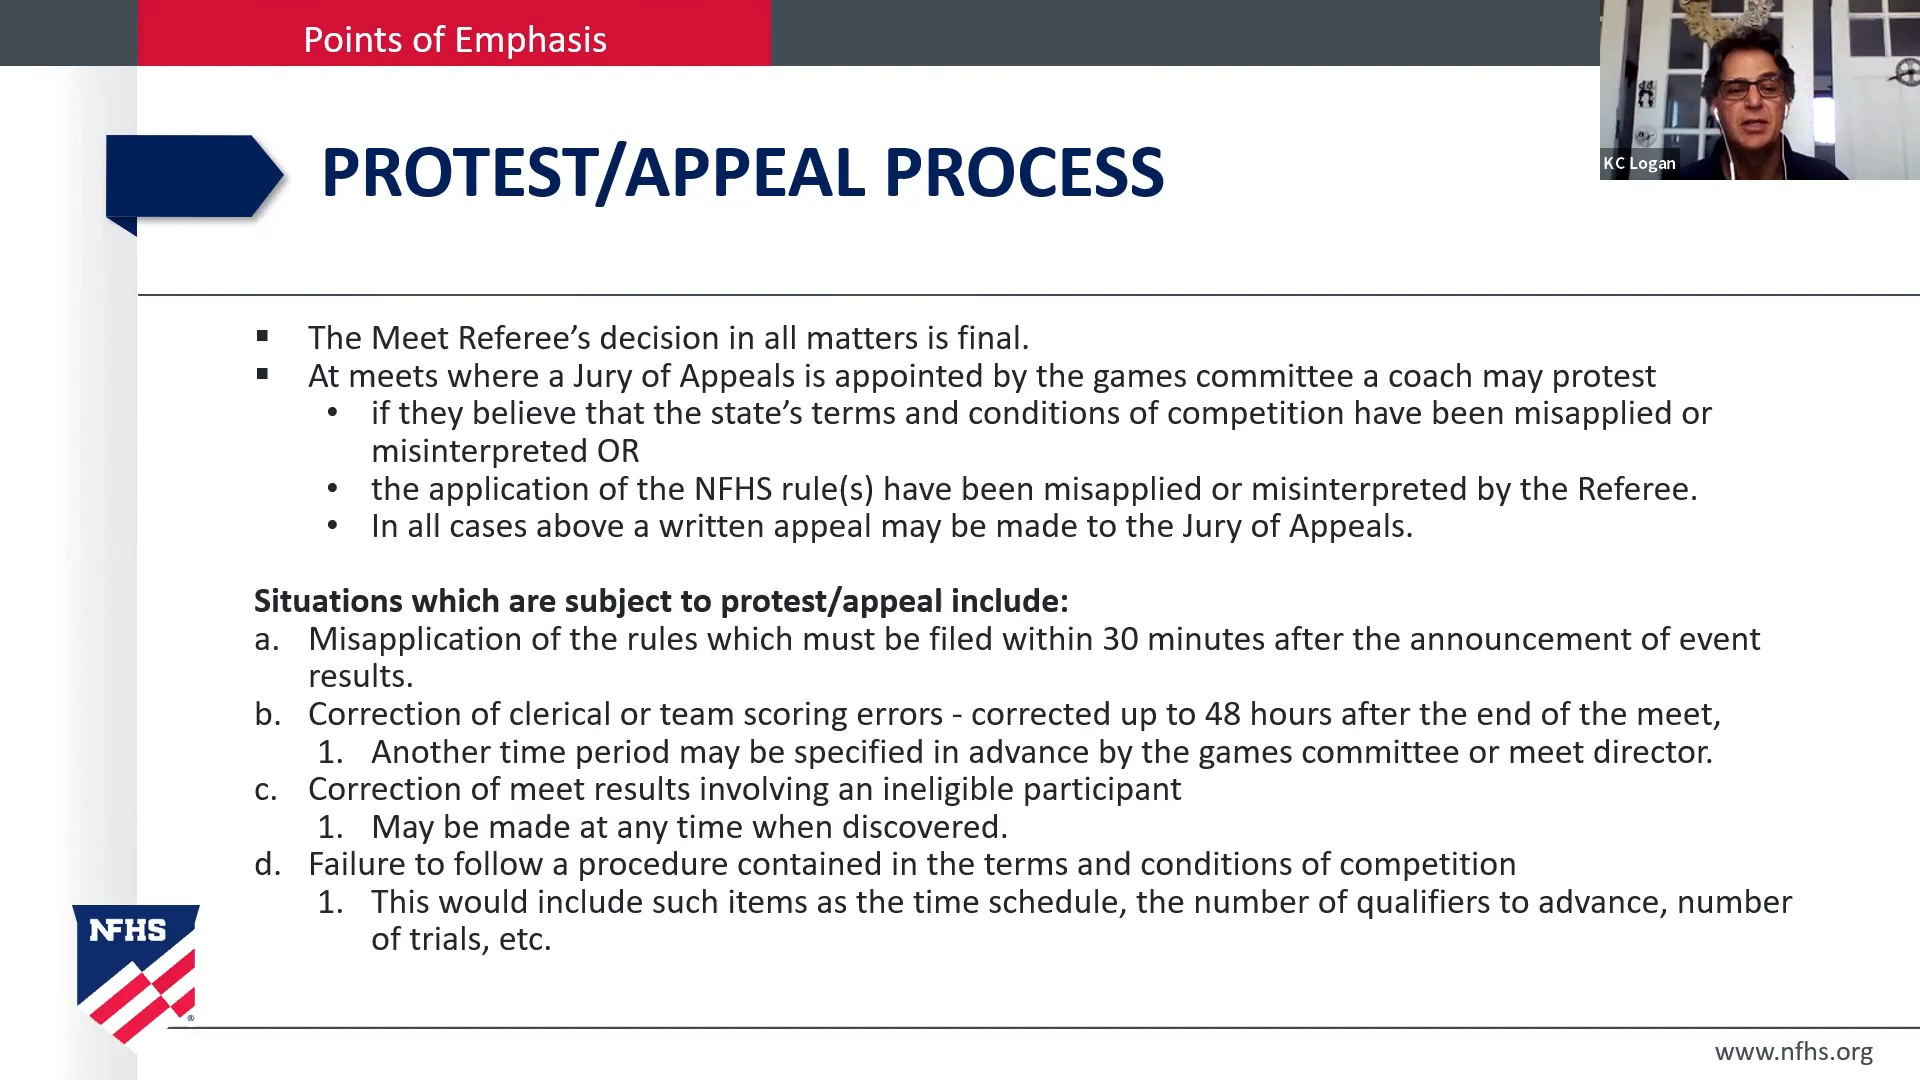 Points of Emphasis
KC Logan
PROTEST/APPEAL PROCESS
▪ The Meet Referee’s decision in all matters is final.
▪ At meets where a Jury of Appeals is appointed by the games committee a coach may protest
• if they believe that the state’s terms and conditions of competition have been misapplied or
misinterpreted OR
• the application of the NFHS rule(s) have been misapplied or misinterpreted by the Referee.
• In all cases above a written appeal may be made to the Jury of Appeals.
Situations which are subject to protest/appeal include:
a. Misapplication of the rules which must be filed within 30 minutes after the announcement of event
results.
b. Correction of clerical or team scoring errors - corrected up to 48 hours after the end of the meet,
1. Another time period may be specified in advance by the games committee or meet director.
c. Correction of meet results involving an ineligible participant
1. May be made at any time when discovered.
d. Failure to follow a procedure contained in the terms and conditions of competition
1. This would include such items as the time schedule, the number of qualifiers to advance, number
of trials, etc.
NFHS
®
www.nfhs.org